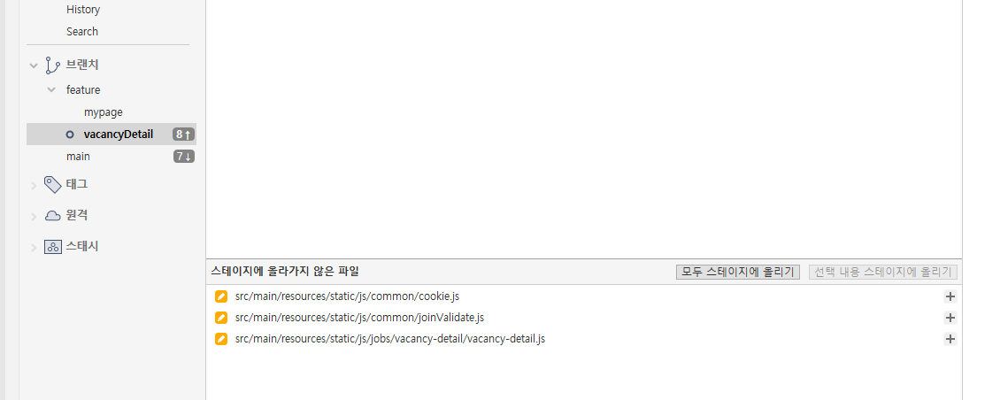 History
Search
브랜치
feature
mypage
vacancyDetail 8↑
main 7↓
태그
원격
스태시
스테이지에 올라가지 않은 파일 모두 스테이지에 올리기 선택 내용 스테이지에 올리기
src/main/resources/static/js/common/cookie.js
src/main/resources/static/js/common/joinValidate.js
src/main/resources/static/js/jobs/vacancy-detail/vacancy-detail.js